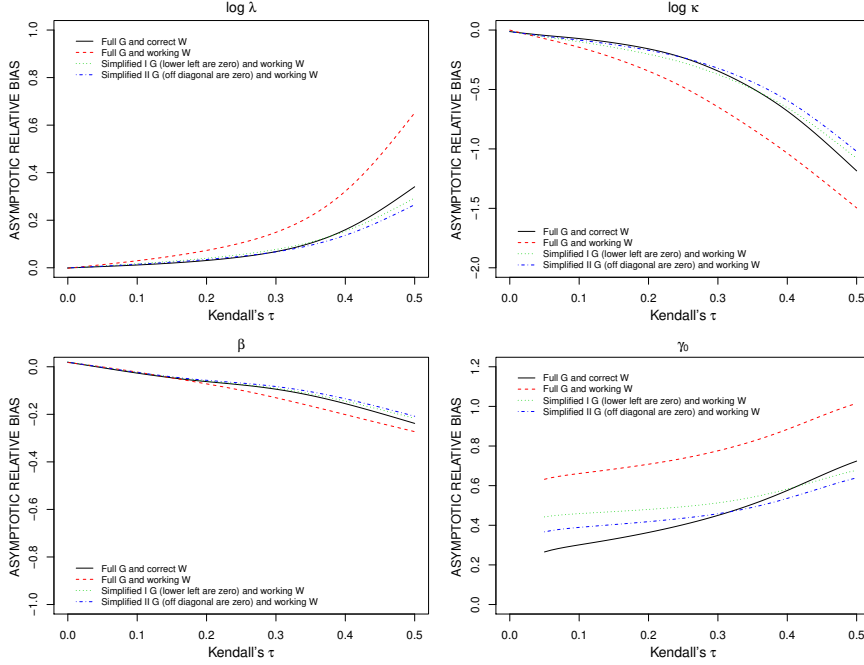 log λ
ASYMPTOTIC RELATIVE BIAS
1.0
0.8
0.6
0.4
0.2
0.0
Full G and correct W
Full G and working W
Simplified I G (lower left are zero) and working W
Simplified II G (off diagonal are zero) and working W
0.0 0.1 0.2 0.3 0.4 0.5
Kendall's τ
log κ
ASYMPTOTIC RELATIVE BIAS
0.0
−0.5
−1.0
−1.5
−2.0
Full G and correct W
Full G and working W
Simplified I G (lower left are zero) and working W
Simplified II G (off diagonal are zero) and working W
0.0 0.1 0.2 0.3 0.4 0.5
Kendall's τ
β
ASYMPTOTIC RELATIVE BIAS
0.0
−0.2
−0.4
−0.6
−0.8
−1.0
Full G and correct W
Full G and working W
Simplified I G (lower left are zero) and working W
Simplified II G (off diagonal are zero) and working W
0.0 0.1 0.2 0.3 0.4 0.5
Kendall's τ
γ₀
ASYMPTOTIC RELATIVE BIAS
1.2
1.0
0.8
0.6
0.4
0.2
0.0
Full G and correct W
Full G and working W
Simplified I G (lower left are zero) and working W
Simplified II G (off diagonal are zero) and working W
0.0 0.1 0.2 0.3 0.4 0.5
Kendall's τ